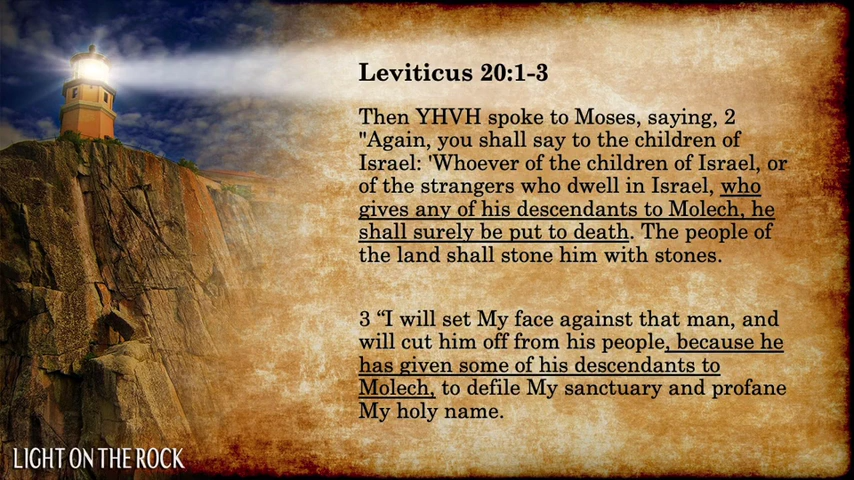 Leviticus 20:1-3
Then YHVH spoke to Moses, saying, 2
"Again, you shall say to the children of
Israel: 'Whoever of the children of Israel, or
of the strangers who dwell in Israel, who
gives any of his descendants to Molech, he
shall surely be put to death. The people of
the land shall stone him with stones.
3 “I will set My face against that man, and
will cut him off from his people, because he
has given some of his descendants to
Molech, to defile My sanctuary and profane
My holy name.
LIGHT ON THE ROCK